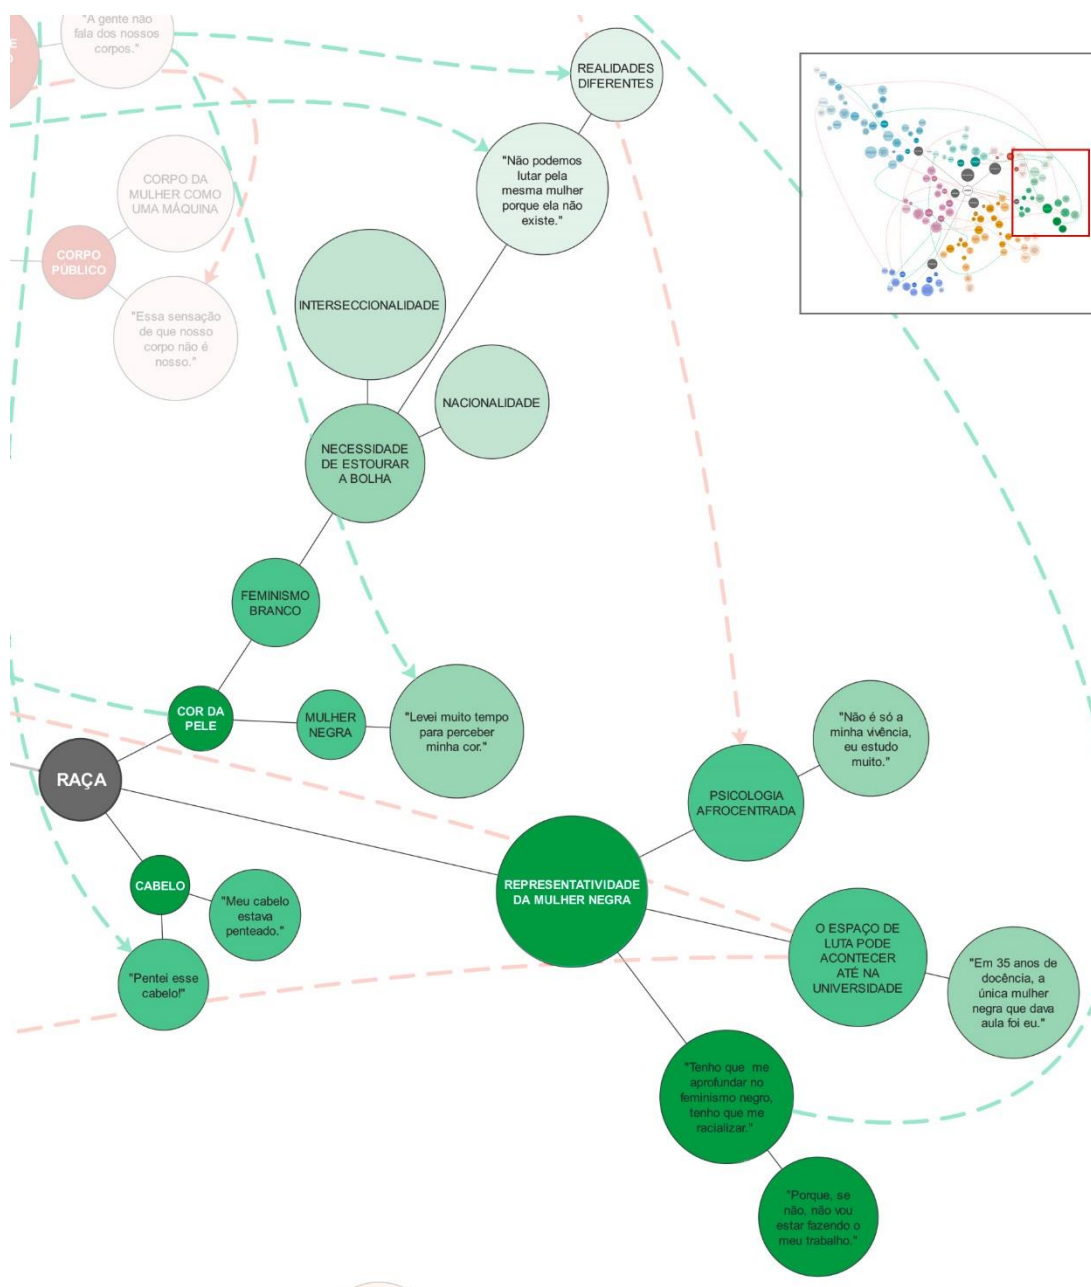 "A gente não
fala dos nossos
corpos."
REALIDADES
DIFERENTES
"Não podemos
lutar pela
mesma mulher
porque ela não
existe."
CORPO DA
MULHER COMO
UMA MÁQUINA
CORPO
PÚBLICO
"Essa sensação
de que nosso
corpo não é
nosso."
INTERSECCIONALIDADE
NACIONALIDADE
NECESSIDADE
DE ESTOURAR
A BOLHA
FEMINISMO
BRANCO
COR DA
PELE
MULHER
NEGRA
"Levei muito tempo
para perceber
minha cor."
RAÇA
CABELO
"Meu cabelo
estava
penteado."
"Pentei esse
cabelo!"
REPRESENTATIVIDADE
DA MULHER NEGRA
PSICOLOGIA
AFROCENTRADA
"Não é só a
minha vivência,
eu estudo
muito."
O ESPAÇO DE
LUTA PODE
ACONTECER
ATÉ NA
UNIVERSIDADE
"Em 35 anos de
docência, a
única mulher
negra que dava
aula foi eu."
"Tenho que me
aprofundar no
feminismo negro,
tenho que me
racializar."
"Porque, se
não, não vou
estar fazendo o
meu trabalho."